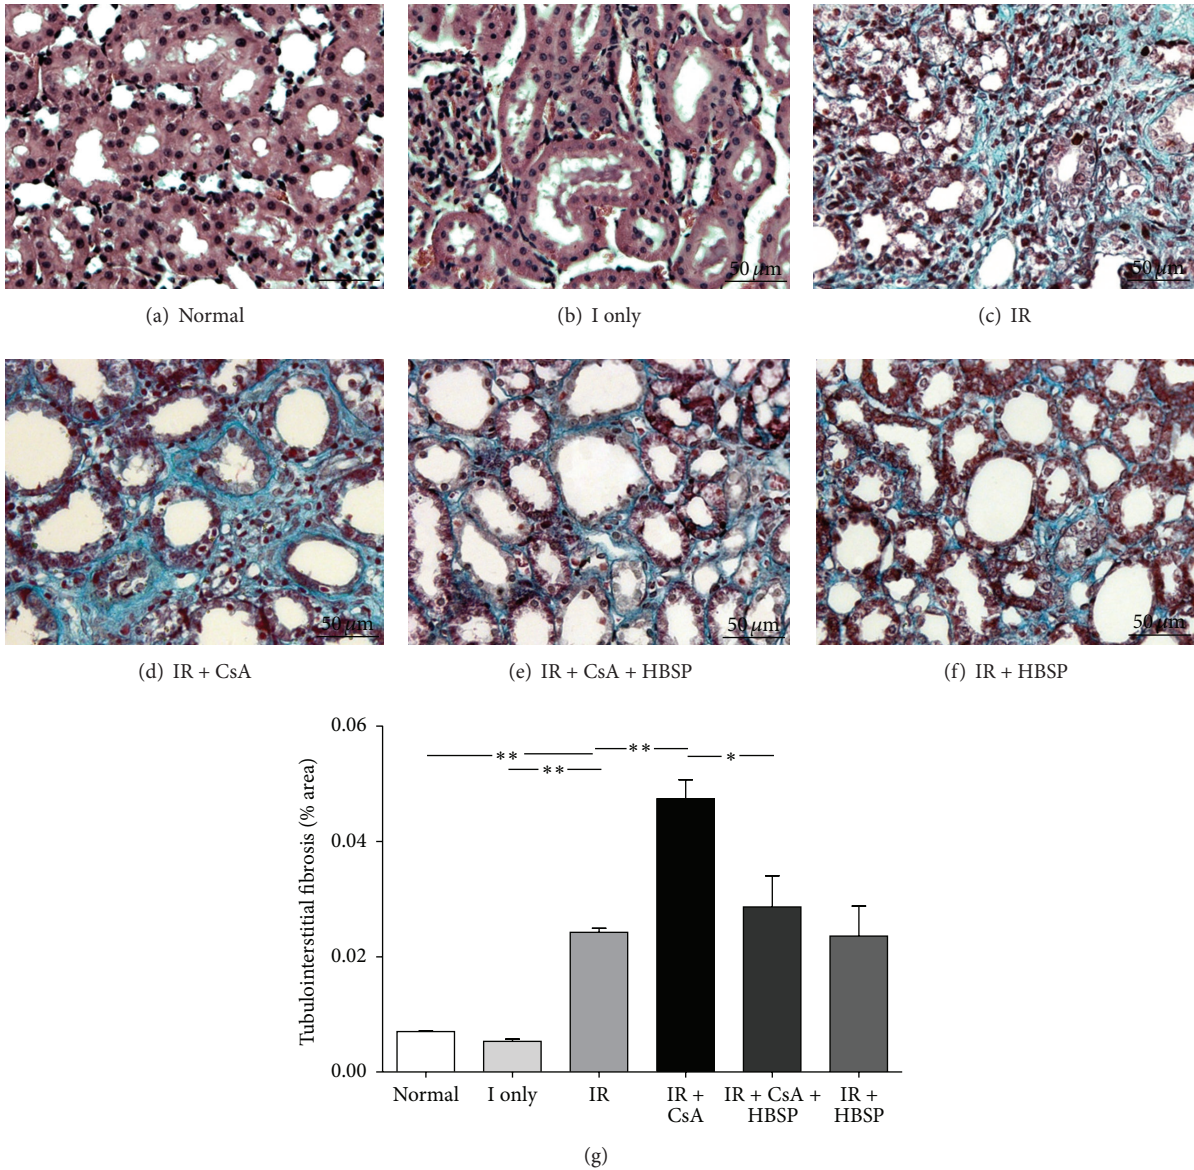 50 μm
50 μm
(a) Normal
(b) I only
(c) IR
50 μm
50 μm
50 μm
(d) IR + CsA
(e) IR + CsA + HBSP
(f) IR + HBSP
Tubulointerstitial fibrosis (% area)
0.06
0.04
0.02
0.00
**
**
**
*
Normal
I only
IR
IR +
CsA
IR + CsA +
HBSP
IR +
HBSP
(g)